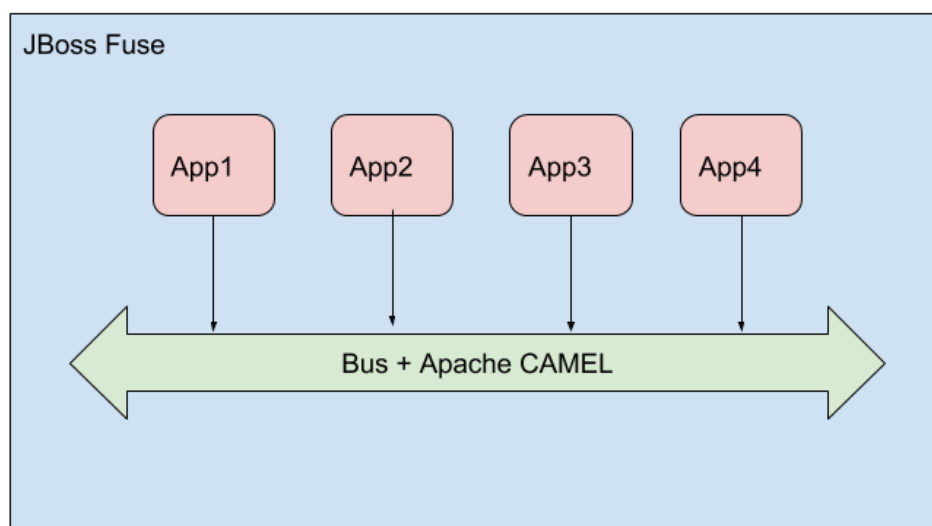 JBoss Fuse
App1
App2
App3
App4
Bus + Apache CAMEL